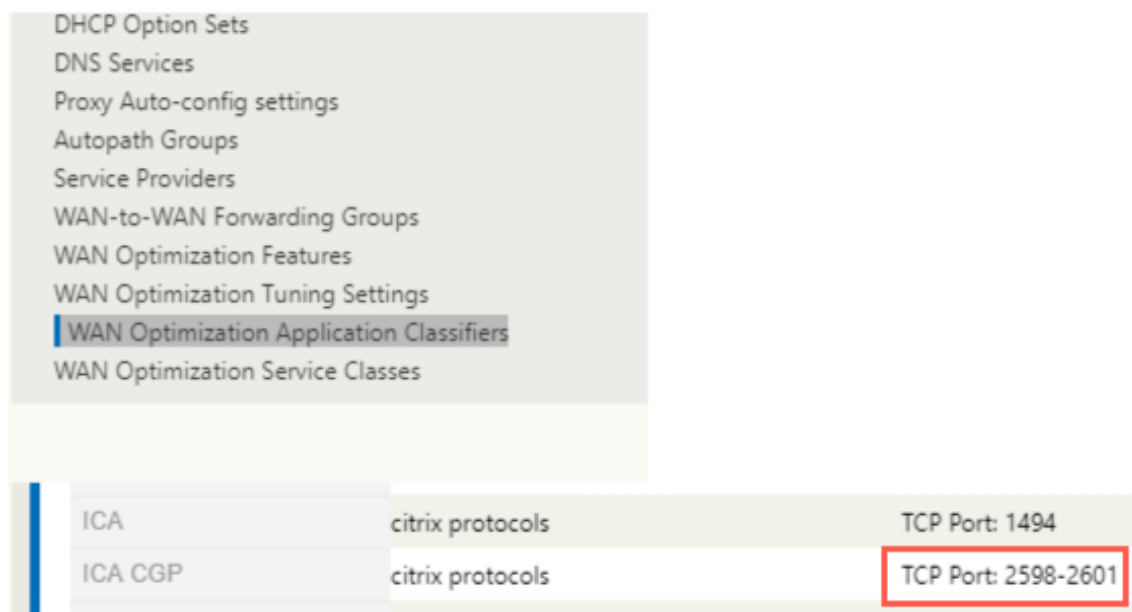 DHCP Option Sets
DNS Services
Proxy Auto-config settings
Autopath Groups
Service Providers
WAN-to-WAN Forwarding Groups
WAN Optimization Features
WAN Optimization Tuning Settings
WAN Optimization Application Classifiers
WAN Optimization Service Classes
ICA citrix protocols TCP Port: 1494
ICA CGP citrix protocols TCP Port: 2598-2601